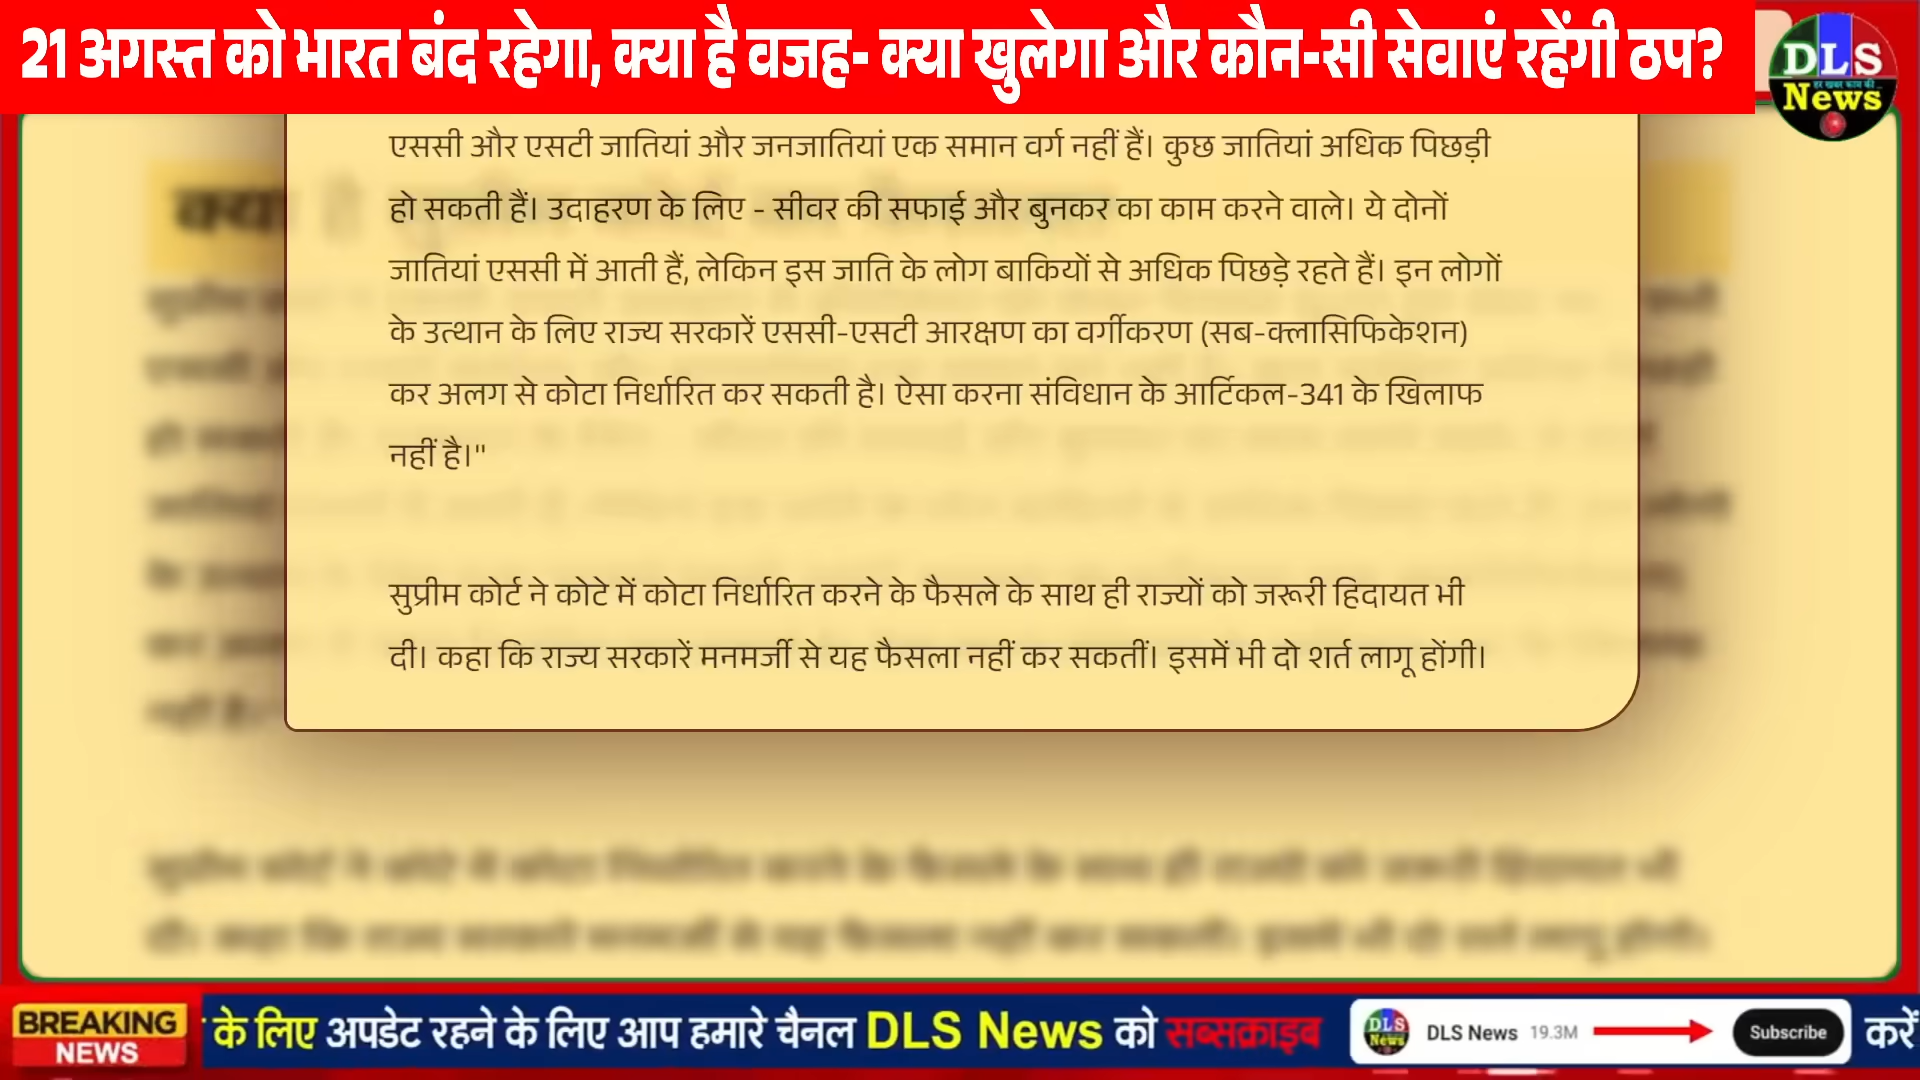 21 अगस्त को भारत बंद रहेगा, क्या है वजह- क्या खुलेगा और कौन-सी सेवाएं रहेंगी ठप?
DLS
हर खबर काम की
News
एससी और एसटी जातियां और जनजातियां एक समान वर्ग नहीं हैं। कुछ जातियां अधिक पिछड़ी
हो सकती हैं। उदाहरण के लिए - सीवर की सफाई और बुनकर का काम करने वाले। ये दोनों
जातियां एससी में आती हैं, लेकिन इस जाति के लोग बाकियों से अधिक पिछड़े रहते हैं। इन लोगों
के उत्थान के लिए राज्य सरकारें एससी-एसटी आरक्षण का वर्गीकरण (सब-क्लासिफिकेशन)
कर अलग से कोटा निर्धारित कर सकती है। ऐसा करना संविधान के आर्टिकल-341 के खिलाफ
नहीं है।"
सुप्रीम कोर्ट ने कोटे में कोटा निर्धारित करने के फैसले के साथ ही राज्यों को जरूरी हिदायत भी
दी। कहा कि राज्य सरकारें मनमर्जी से यह फैसला नहीं कर सकतीं। इसमें भी दो शर्त लागू होंगी।
BREAKING
NEWS
के लिए अपडेट रहने के लिए आप हमारे चैनल DLS News को सब्सक्राइब
DLS
News
DLS News 19.3M
Subscribe
करें